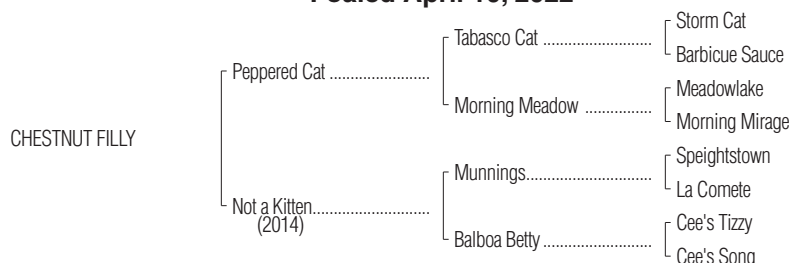 Foaled April 2022
Storm Cat
Tabasco Cat
Barbicue Sauce
Peppered Cat
Meadowlake
Morning Meadow
Morning Mirage
CHESTNUT FILLY
Speightstown
Munnings
La Comete
Not a Kitten
(2014)
Cee's Tizzy
Balboa Betty
Cee's Song